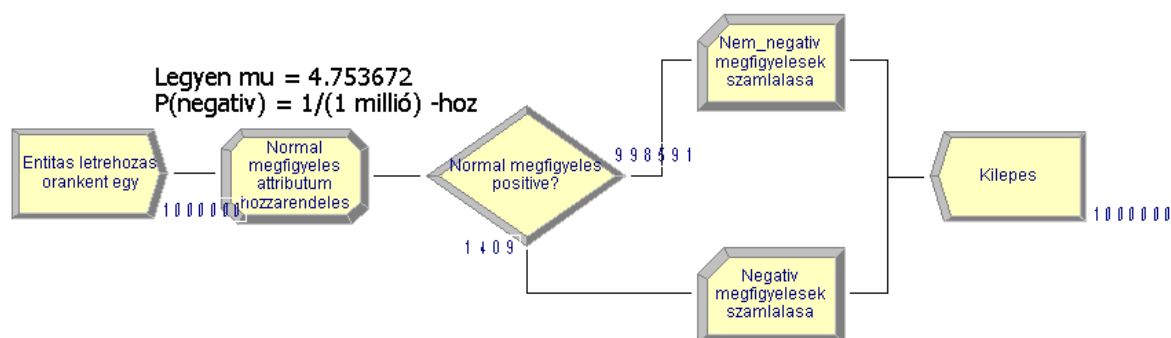 Legyen mu = 4.753672
P(negativ) = 1/(1 millió) -hoz
Entitas letrehozas
orankent egy
1000000
Normal
megfigyeles
attributum
hozzarendeles
Normal megfigyeles
positive?
998591
1409
Nem_negativ
megfigyelesek
szamlalasa
Negativ
megfigyelesek
szamlalasa
Kilepes
1000000